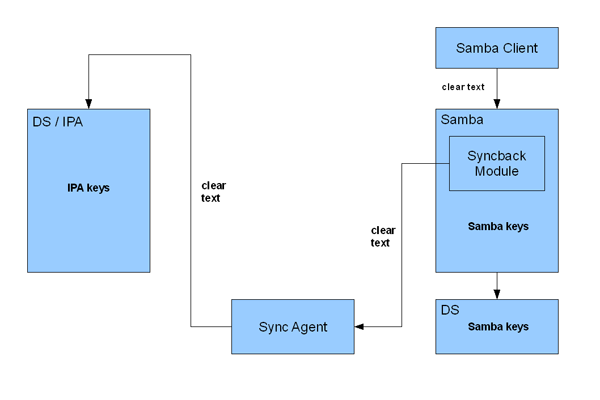 Samba Client
clear text
DS / IPA
IPA keys
Samba
Syncback
Module
Samba keys
clear
text
clear
text
Sync Agent
DS
Samba keys